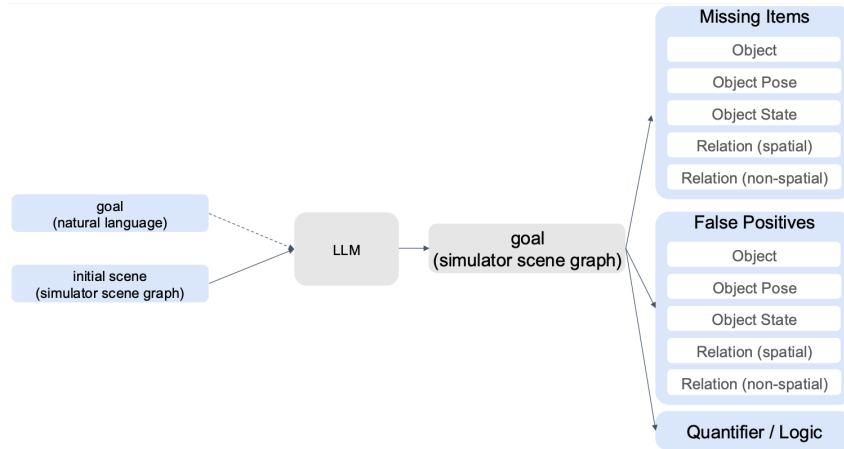 goal
(natural language)
initial scene
(simulator scene graph)
LLM
goal
(simulator scene graph)
Missing Items
Object
Object Pose
Object State
Relation (spatial)
Relation (non-spatial)
False Positives
Object
Object Pose
Object State
Relation (spatial)
Relation (non-spatial)
Quantifier / Logic